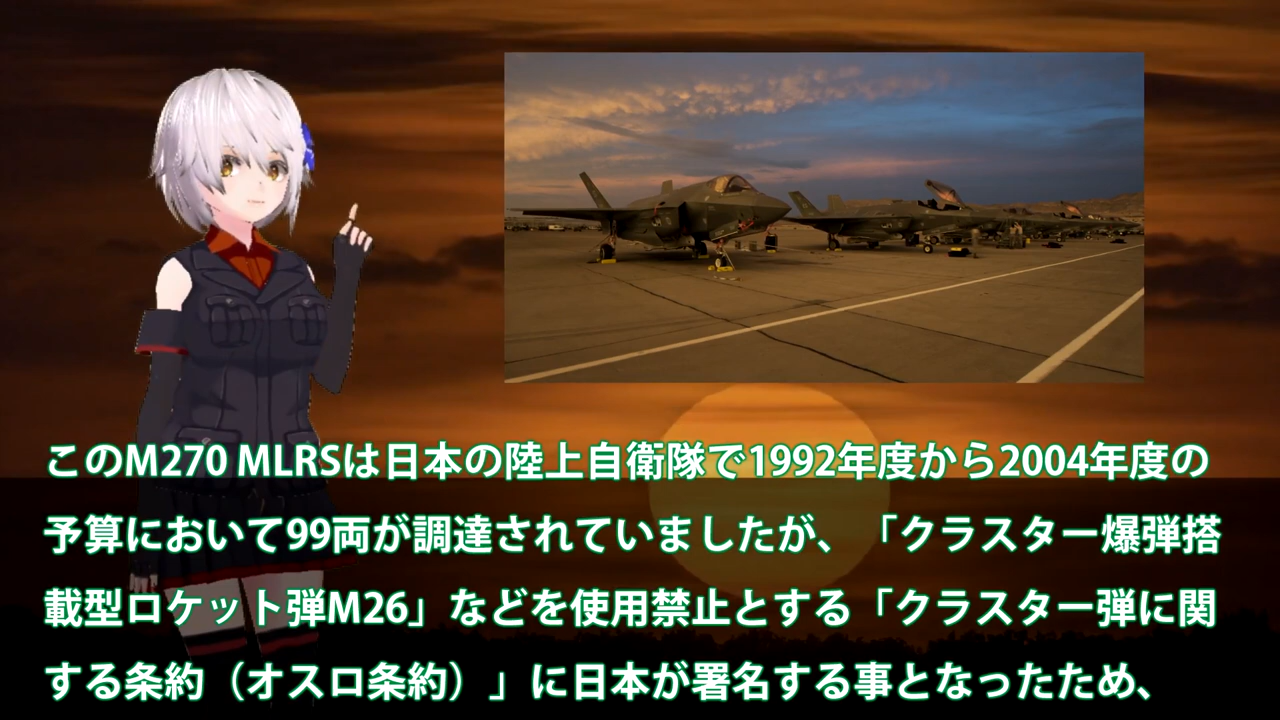 このM270 MLRSは日本の陸上自衛隊で1992年度から2004年度の
予算において99両が調達されていましたが、「クラスター爆弾搭
載型ロケット弾M26」などを使用禁止とする「クラスター弾に関
する条約（オスロ条約）」に日本が署名する事となったため、